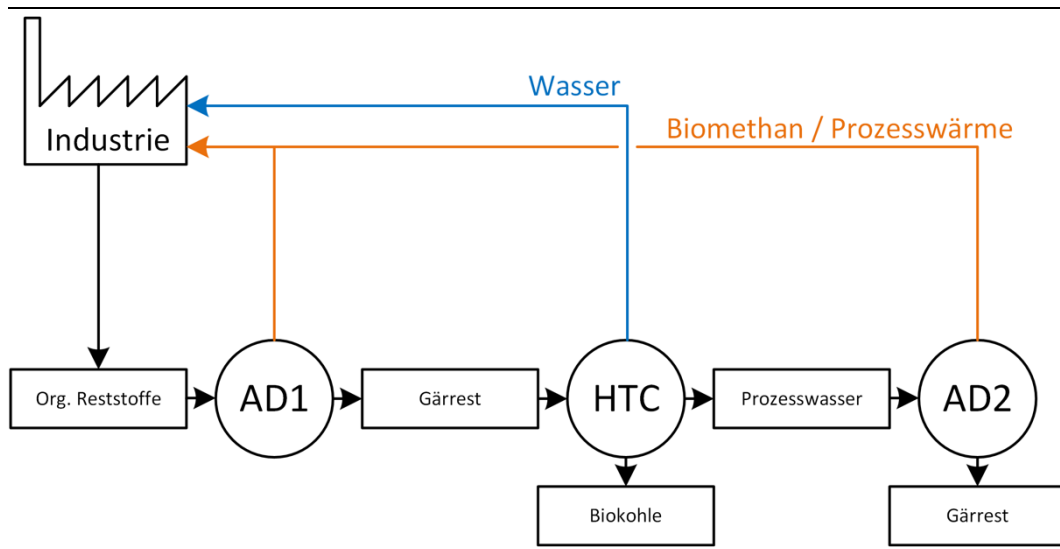 Wasser
Biomethan / Prozesswärme
Industrie
Org. Reststoffe
AD1
Gärrest
HTC
Prozesswasser
AD2
Biokohle
Gärrest